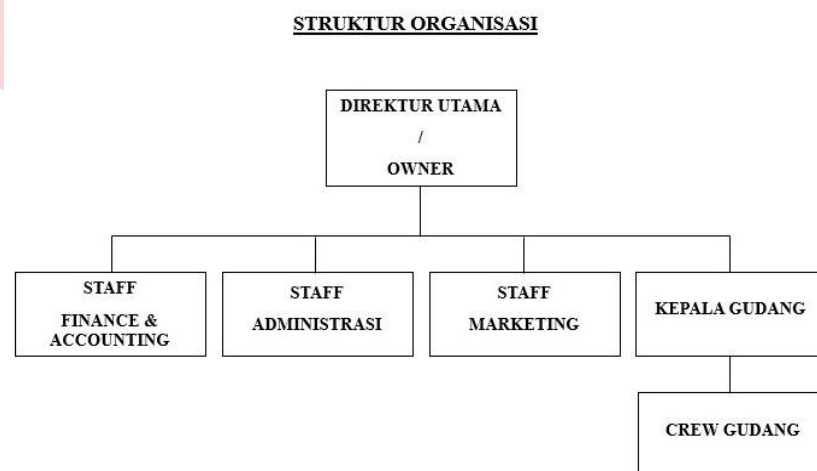 STRUKTUR ORGANISASI
DIREKTUR UTAMA
/
OWNER
STAFF
FINANCE &
ACCOUNTING
STAFF
ADMINISTRASI
STAFF
MARKETING
KEPALA GUDANG
CREW GUDANG